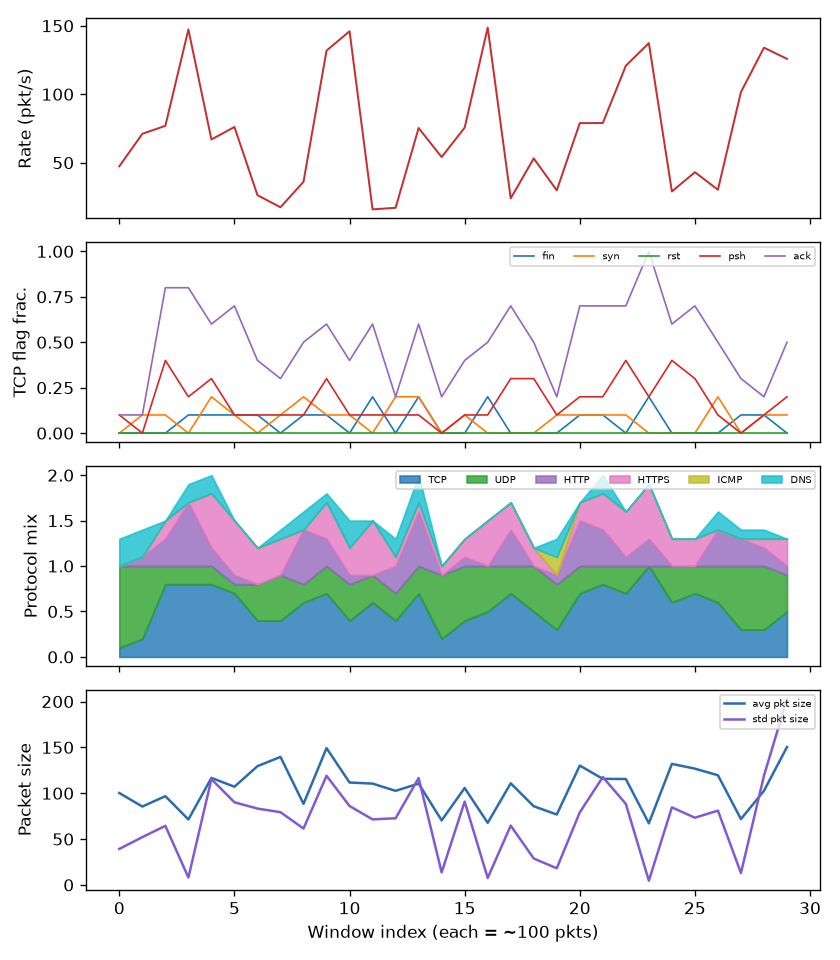 150
100
50
Rate (pkt/s)
1.00
0.75
0.50
0.25
0.00
TCP flag frac.
fin syn rst psh ack
2.0
1.5
1.0
0.5
0.0
Protocol mix
TCP UDP HTTP HTTPS ICMP DNS
200
150
100
50
0
Packet size
avg pkt size
std pkt size
0 5 10 15 20 25 30
Window index (each = ~100 pkts)